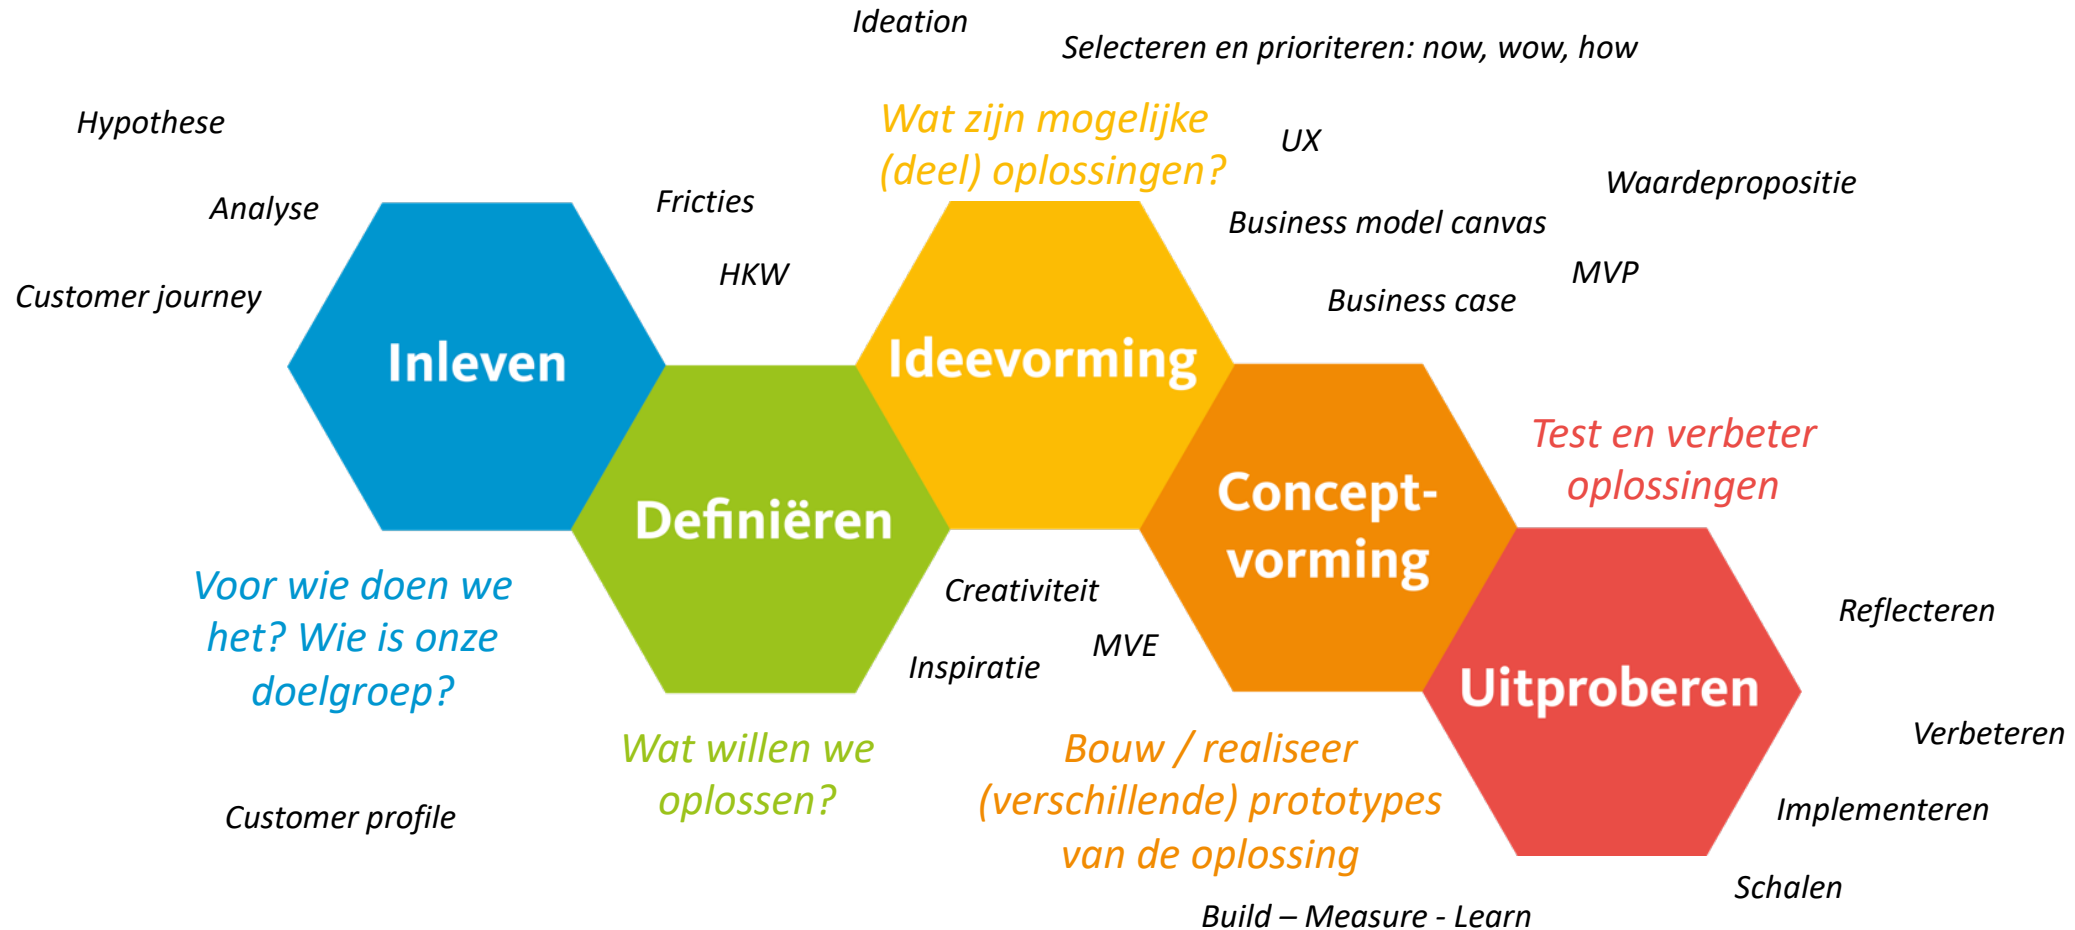 Ideation
Selecteren en prioriteren: now, wow, how
Hypothese
Wat zijn mogelijke
(deel) oplossingen?
UX
Waardepropositie
Analyse
Fricties
Business model canvas
HKW
MVP
Customer journey
Business case
Inleven
Ideevorming
Definiëren
Concept-
vorming
Test en verbeter
oplossingen
Voor wie doen we
het? Wie is onze
doelgroep?
Creativiteit
MVE
Inspiratie
Reflecteren
Uitproberen
Wat willen we
oplossen?
Bouw / realiseer
(verschillende) prototypes
van de oplossing
Verbeteren
Customer profile
Implementeren
Schalen
Build – Measure - Learn